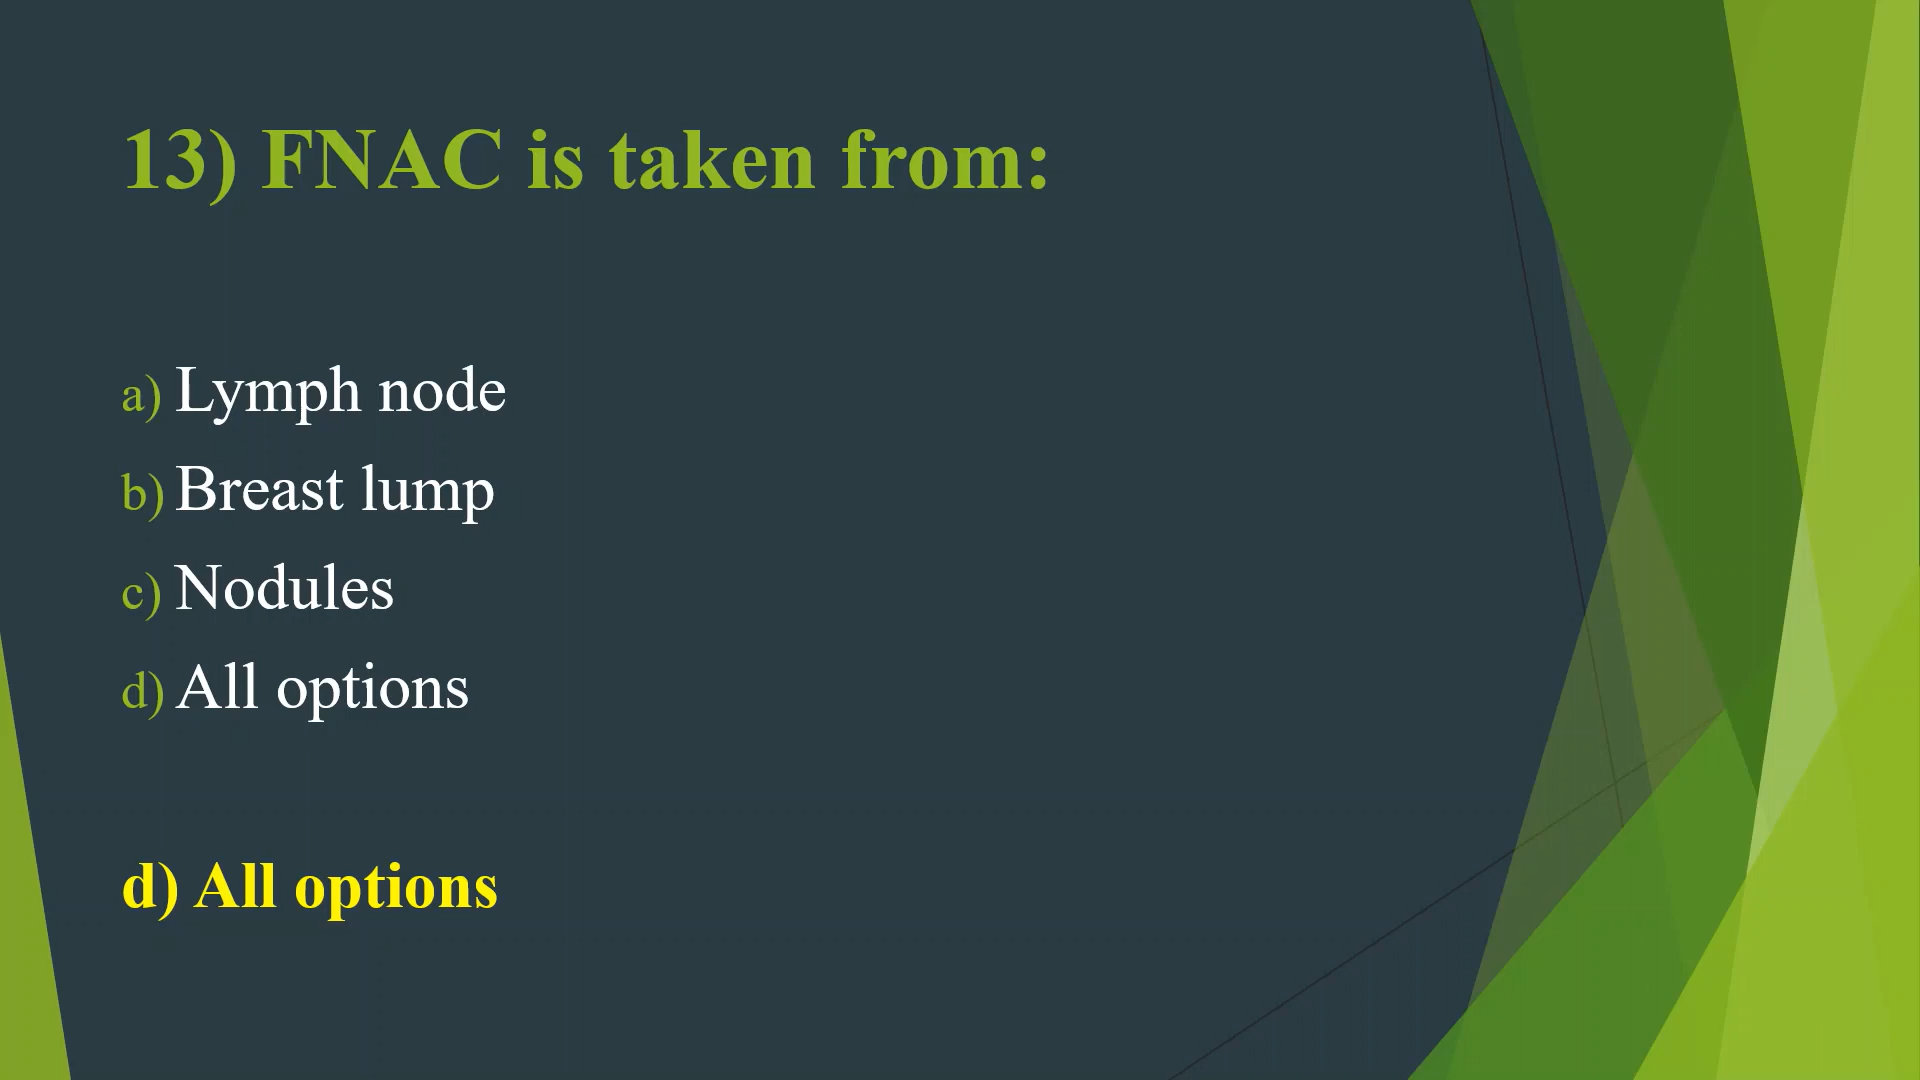 13) FNAC is taken from:
a) Lymph node
b) Breast lump
c) Nodules
d) All options
d) All options